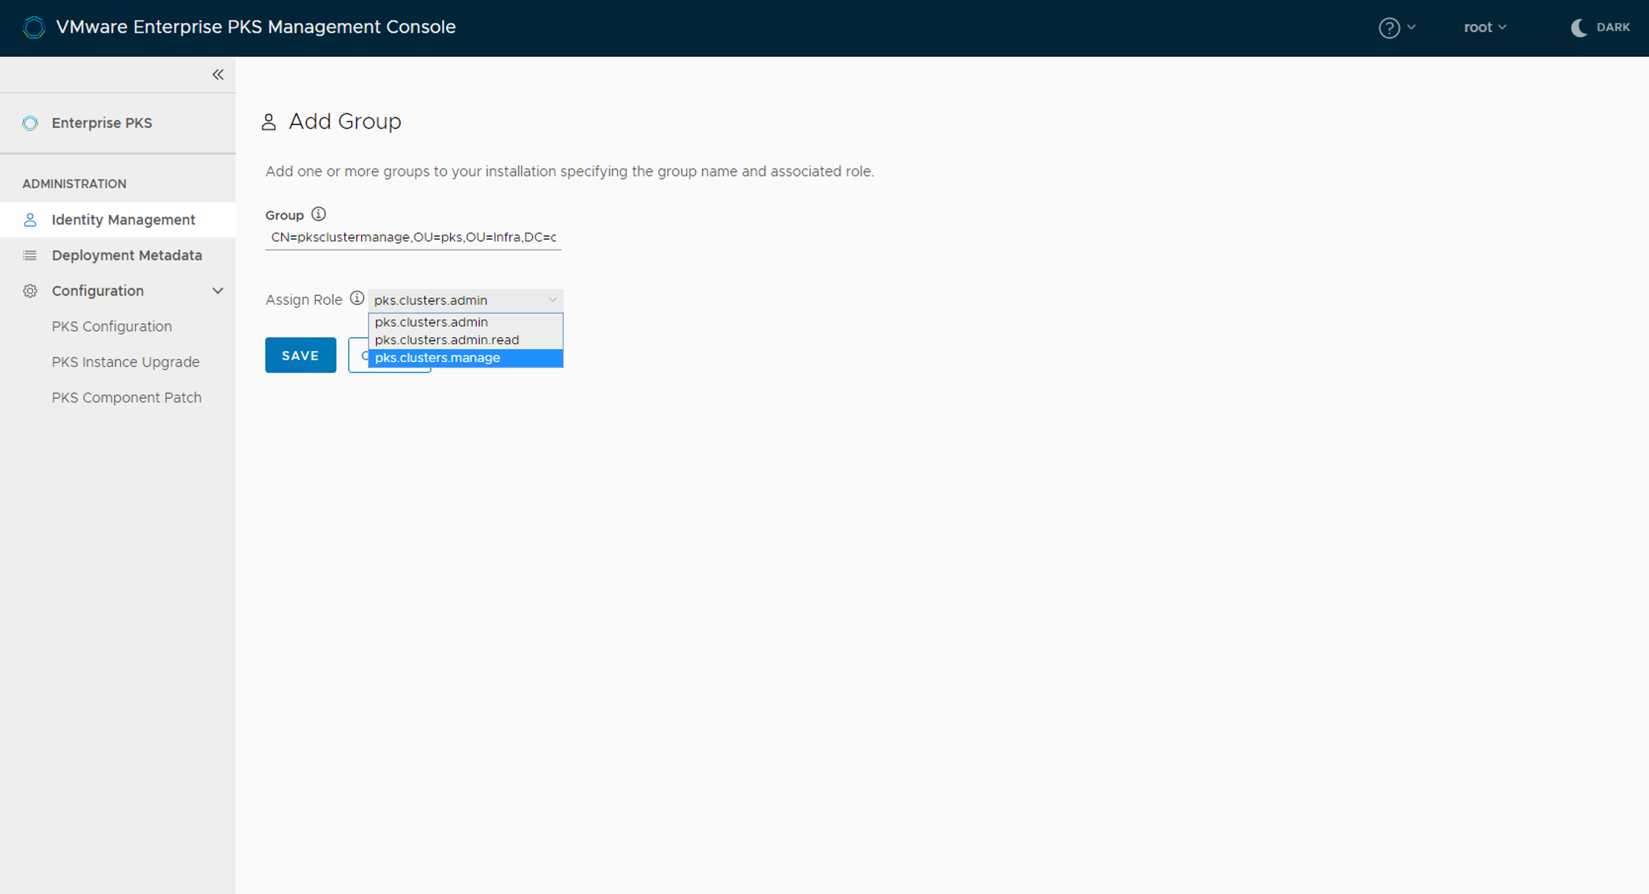 VMware Enterprise PKS Management Console
root
DARK
Enterprise PKS
ADMINISTRATION
Identity Management
Deployment Metadata
Configuration
PKS Configuration
PKS Instance Upgrade
PKS Component Patch
Add Group
Add one or more groups to your installation specifying the group name and associated role.
Group
CN=pksclustermanage,OU=pks,OU=Infra,DC=c
Assign Role pks.clusters.admin
pks.clusters.admin
pks.clusters.admin.read
pks.clusters.manage
SAVE